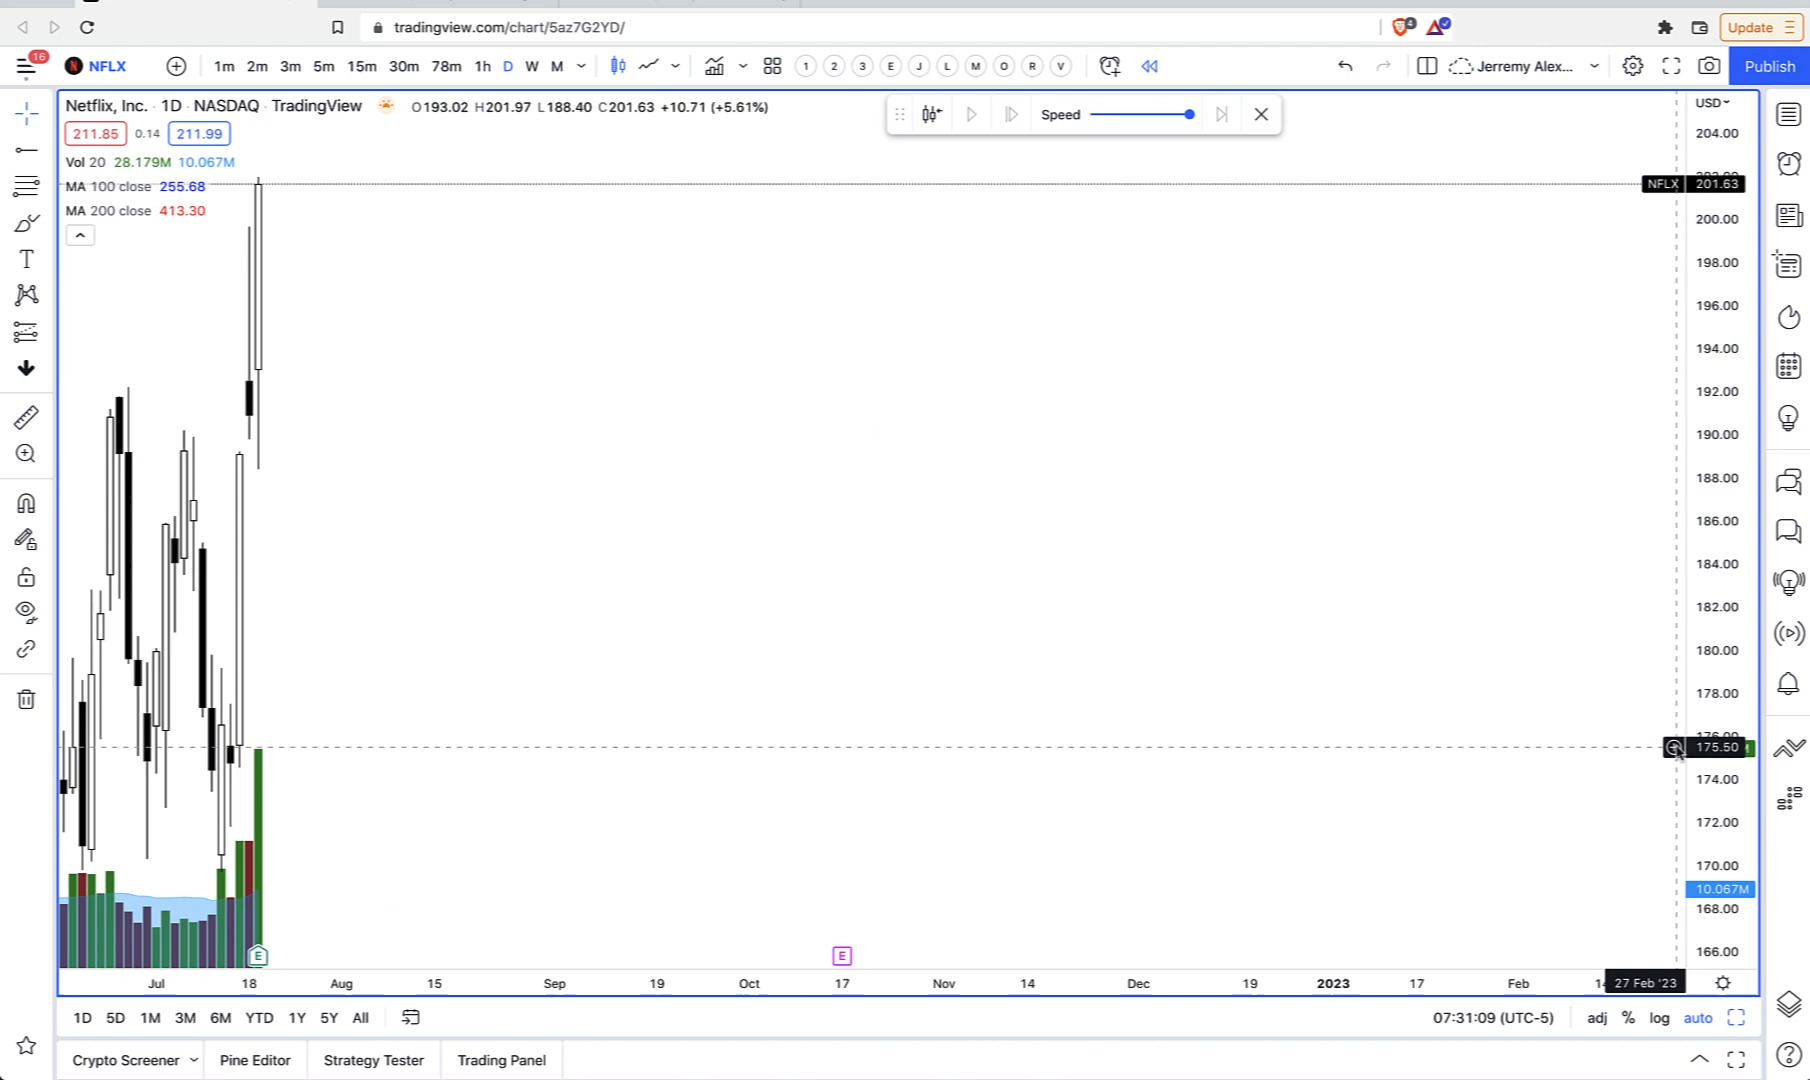 tradingview.com/chart/5az7G2YD/
4
Update
16
NFLX
1m 2m 3m 5m 15m 30m 78m 1h D W M
1 2 3 E J L M O R V
Jerremy Alex...
Publish
Netflix, Inc. · 1D · NASDAQ · TradingView
O193.02 H201.97 L188.40 C201.63 +10.71 (+5.61%)
Speed
USD
211.85 0.14 211.99
Vol 20 28.179M 10.067M
MA 100 close 255.68
MA 200 close 413.30
204.00
NFLX 201.63
200.00
198.00
196.00
194.00
192.00
190.00
188.00
186.00
184.00
182.00
180.00
178.00
175.50
174.00
172.00
170.00
10.067M
168.00
166.00
E E
Jul 18 Aug 15 Sep 19 Oct 17 Nov 14 Dec 19 2023 17 Feb 27 Feb '23
1D 5D 1M 3M 6M YTD 1Y 5Y All
07:31:09 (UTC-5) adj % log auto
Crypto Screener Pine Editor Strategy Tester Trading Panel